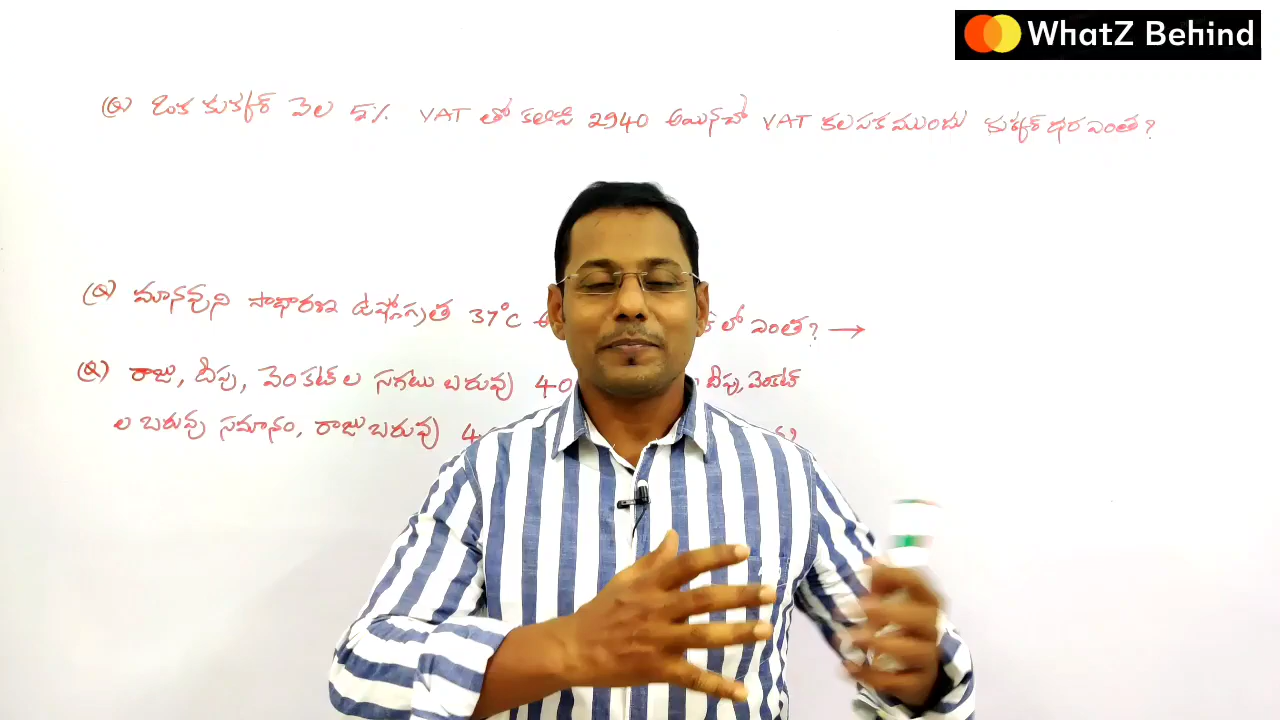 WhatZ Behind
(Q) ఒక కుక్కర్ వెల 5% VAT తో కలిపి 2940 అయినచో VAT కలపకముందు కుక్కర్ ధర ఎంత?
(Q) మానవుని సాధారణ ఉష్ణోగ్రత 37°C లో ఎంత? →
(Q) రాజు, దీపు, వెంకట్ ల సగటు బరువు 40 దీపు, వెంకట్
ల బరువు సమానం, రాజు బరువు 4